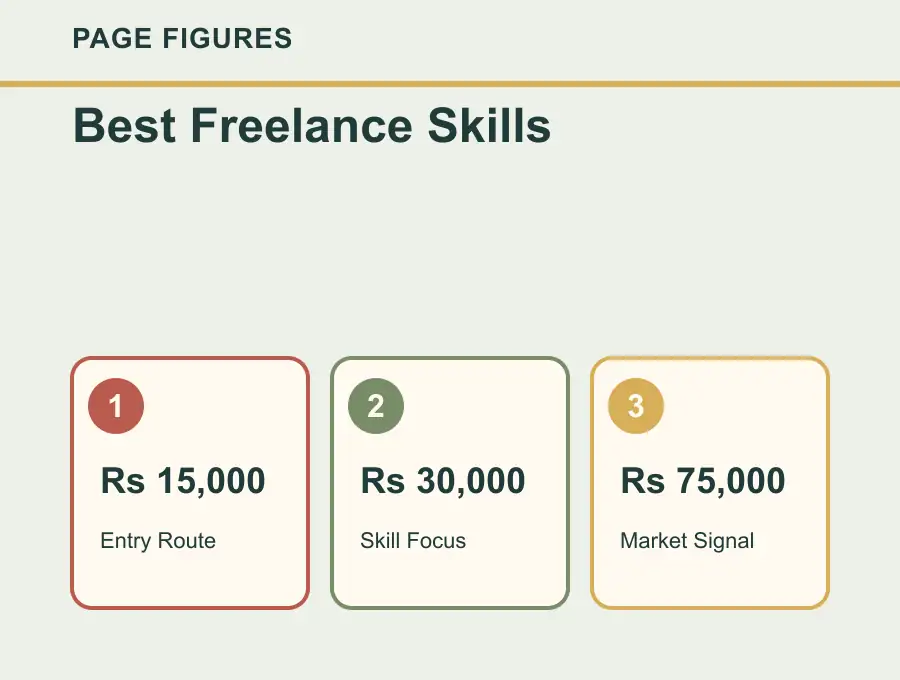 PAGE FIGURES
Best Freelance Skills
1
Rs 15,000
Entry Route
2
Rs 30,000
Skill Focus
3
Rs 75,000
Market Signal